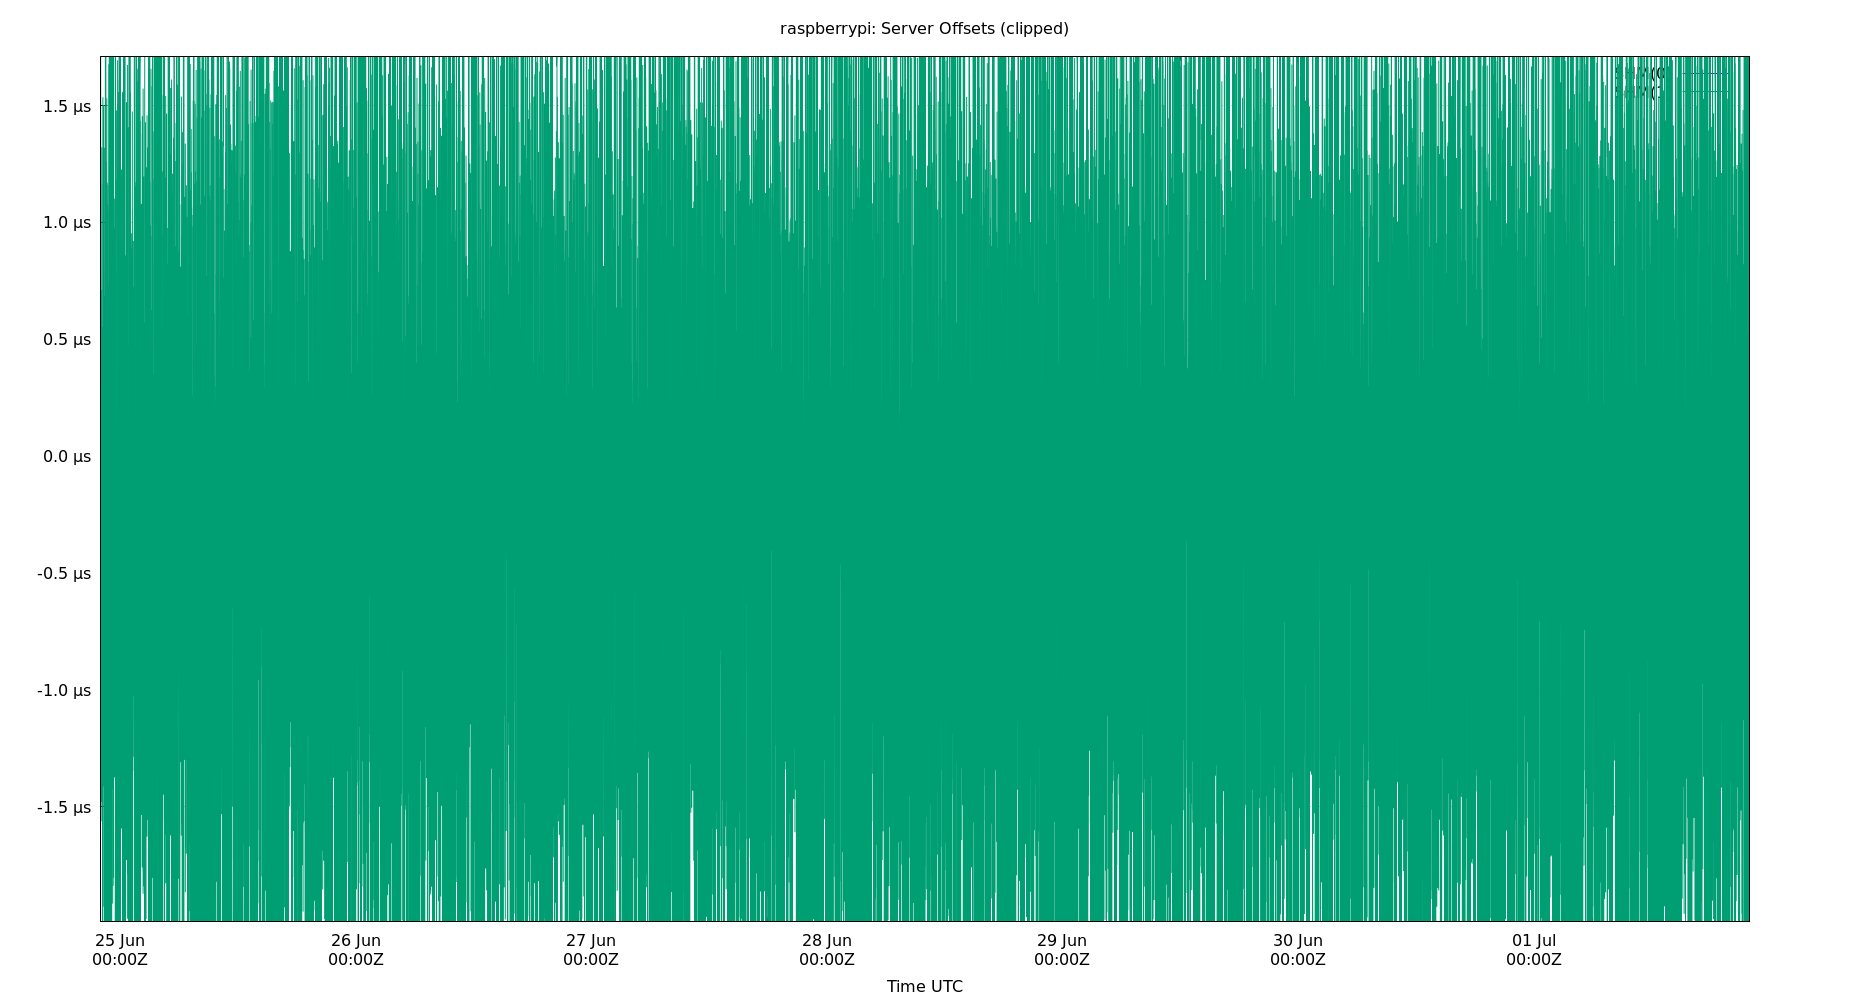 raspberrypi: Server Offsets (clipped)
1.5 µs
1.0 µs
0.5 µs
0.0 µs
-0.5 µs
-1.0 µs
-1.5 µs
25 Jun 26 Jun 27 Jun 28 Jun 29 Jun 30 Jun 01 Jul
00:00Z 00:00Z 00:00Z 00:00Z 00:00Z 00:00Z 00:00Z
Time UTC